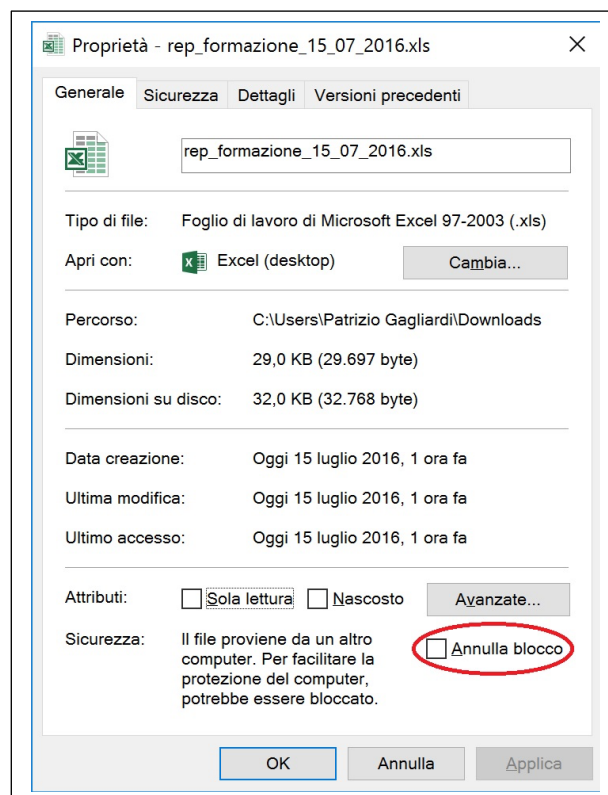 Proprietà - rep_formazione_15_07_2016.xls
Generale Sicurezza Dettagli Versioni precedenti
rep_formazione_15_07_2016.xls
Tipo di file: Foglio di lavoro di Microsoft Excel 97-2003 (.xls)
Apri con: Excel (desktop) Cambia...
Percorso: C:\Users\Patrizio Gagliardi\Downloads
Dimensioni: 29,0 KB (29.697 byte)
Dimensioni su disco: 32,0 KB (32.768 byte)
Data creazione: Oggi 15 luglio 2016, 1 ora fa
Ultima modifica: Oggi 15 luglio 2016, 1 ora fa
Ultimo accesso: Oggi 15 luglio 2016, 1 ora fa
Attributi: Sola lettura Nascosto Avanzate...
Sicurezza: Il file proviene da un altro
computer. Per facilitare la
protezione del computer,
potrebbe essere bloccato.
Annulla blocco
OK Annulla Applica